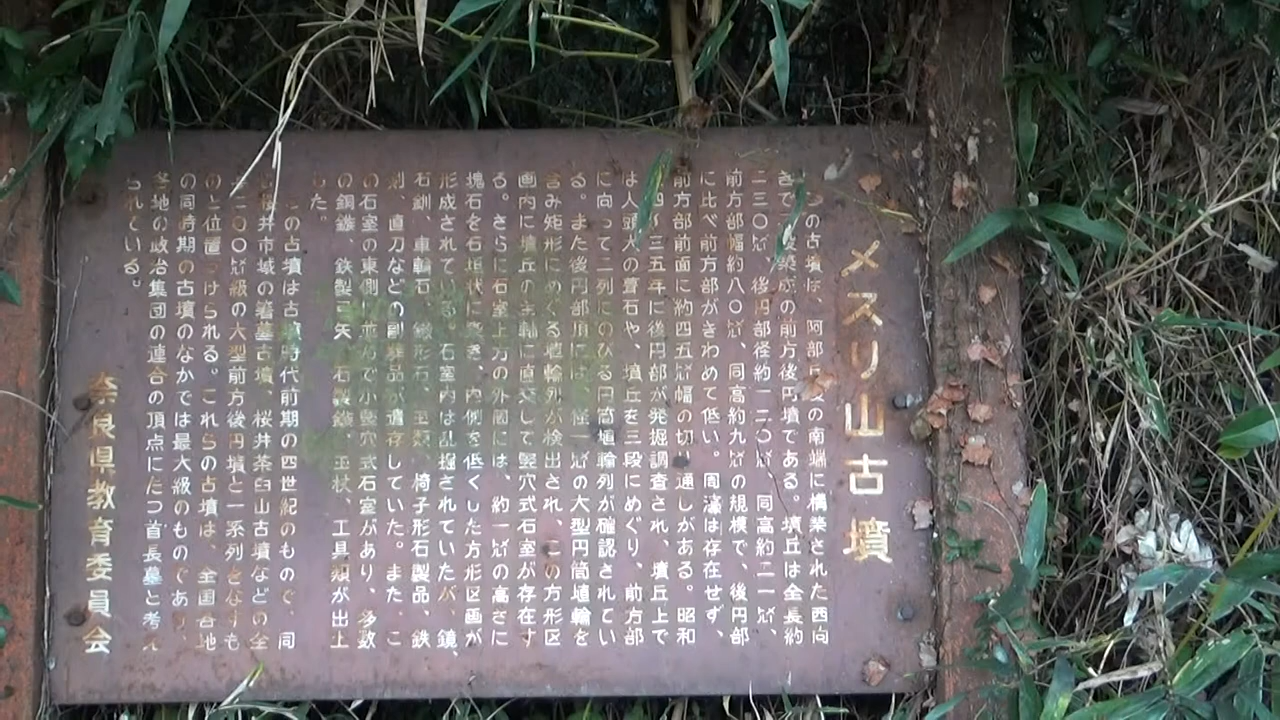 メスリ山古墳
の古墳は、阿部丘陵の南端に構築された西向
きで三段築成の前方後円墳である。墳丘は全長約
二三〇㍍、後円部径約一二〇㍍、同高約二一㍍、
前方部幅約八〇㍍、同高約九㍍の規模で、後円部
に比べ前方部がきわめて低い。周濠は存在せず、
前方部前面に約四五㍍幅の切り通しがある。昭和
四 三五年に後円部が発掘調査され、墳丘上で
は人頭大の葺石や、墳丘を三段にめぐり、前方部
に向って二列にのびる円筒埴輪列が確認されてい
る。また後円部頂には、径一㍍の大型円筒埴輪を
含み矩形にめぐる埴輪列が検出され、この方形区
画内に墳丘の主軸に直交して竪穴式石室が存在す
る。さらに石室上方の外周には、約一㍍の高さに
塊石を石垣状に築き、内側を低くした方形区画が
形成されている。石室内は乱掘されていたが、鏡、
石釧、車輪石、鍬形石、玉類、椅子形石製品、鉄
剣、直刀などの副葬品が遺存していた。また、こ
の石室の東側に並んで小竪穴式石室があり、多数
の銅鏃、鉄製弓矢、石製鏃、玉杖、工具類が出土
した。
この古墳は古墳時代前期の四世紀のもので、同
じ桜井市域の箸墓古墳、桜井茶臼山古墳などの全
長二〇〇㍍級の大型前方後円墳と一系列をなすも
のと位置づけられる。これらの古墳は、全国各地
の同時期の古墳のなかでは最大級のものであり、
各地の政治集団の連合の頂点にたつ首長墓と考え
られている。
奈良県教育委員会